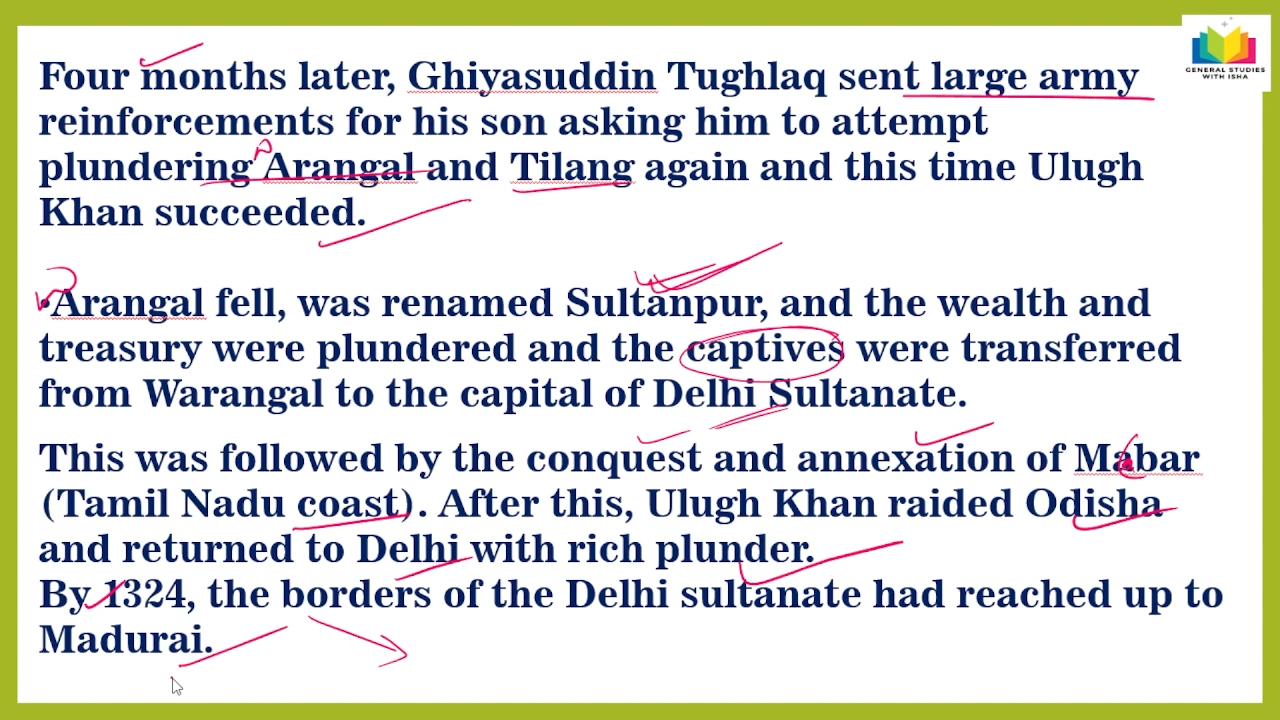 GENERAL STUDIES
WITH ISHA
Four months later, Ghiyasuddin Tughlaq sent large army
reinforcements for his son asking him to attempt
plundering Arangal and Tilang again and this time Ulugh
Khan succeeded.
•Arangal fell, was renamed Sultanpur, and the wealth and
treasury were plundered and the captives were transferred
from Warangal to the capital of Delhi Sultanate.
This was followed by the conquest and annexation of Mabar
(Tamil Nadu coast). After this, Ulugh Khan raided Odisha
and returned to Delhi with rich plunder.
By 1324, the borders of the Delhi sultanate had reached up to
Madurai.